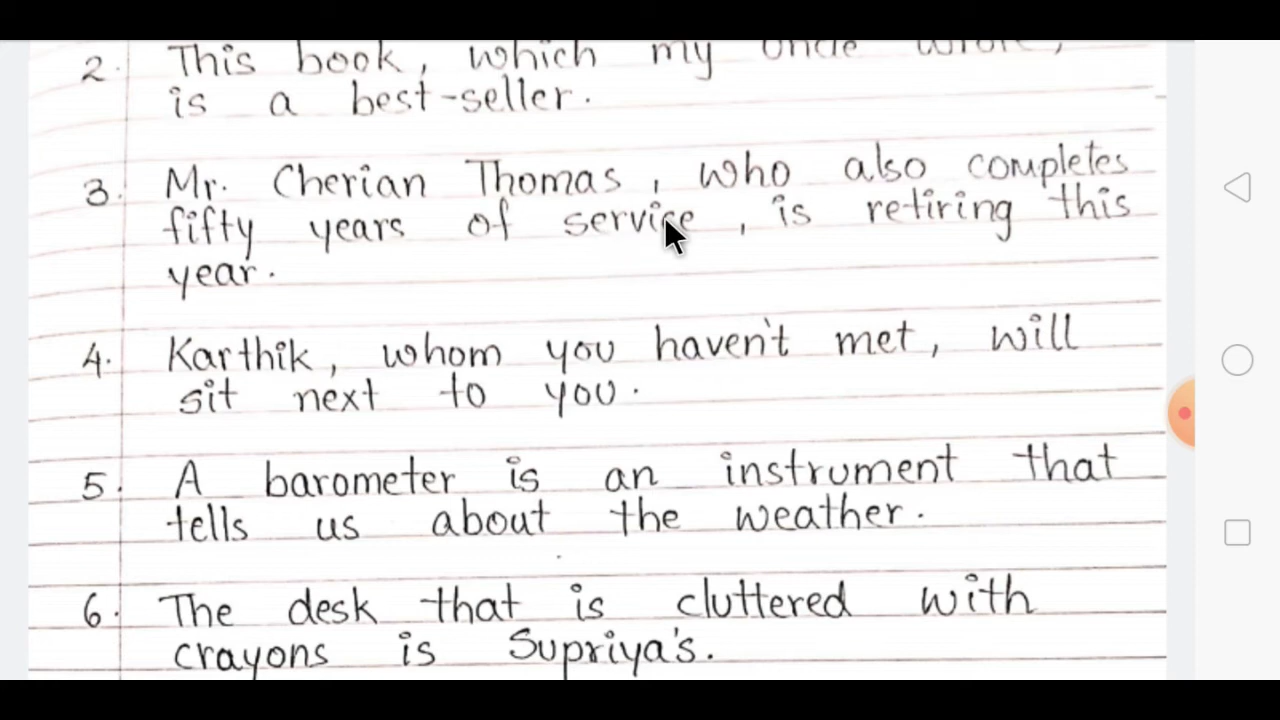 2. This book, which my uncle wrote,
is a best-seller.
3. Mr. Cherian Thomas, who also completes
fifty years of service, is retiring this
year.
4. Karthik, whom you haven't met, will
sit next to you.
5. A barometer is an instrument that
tells us about the weather.
6. The desk that is cluttered with
crayons is Supriya's.